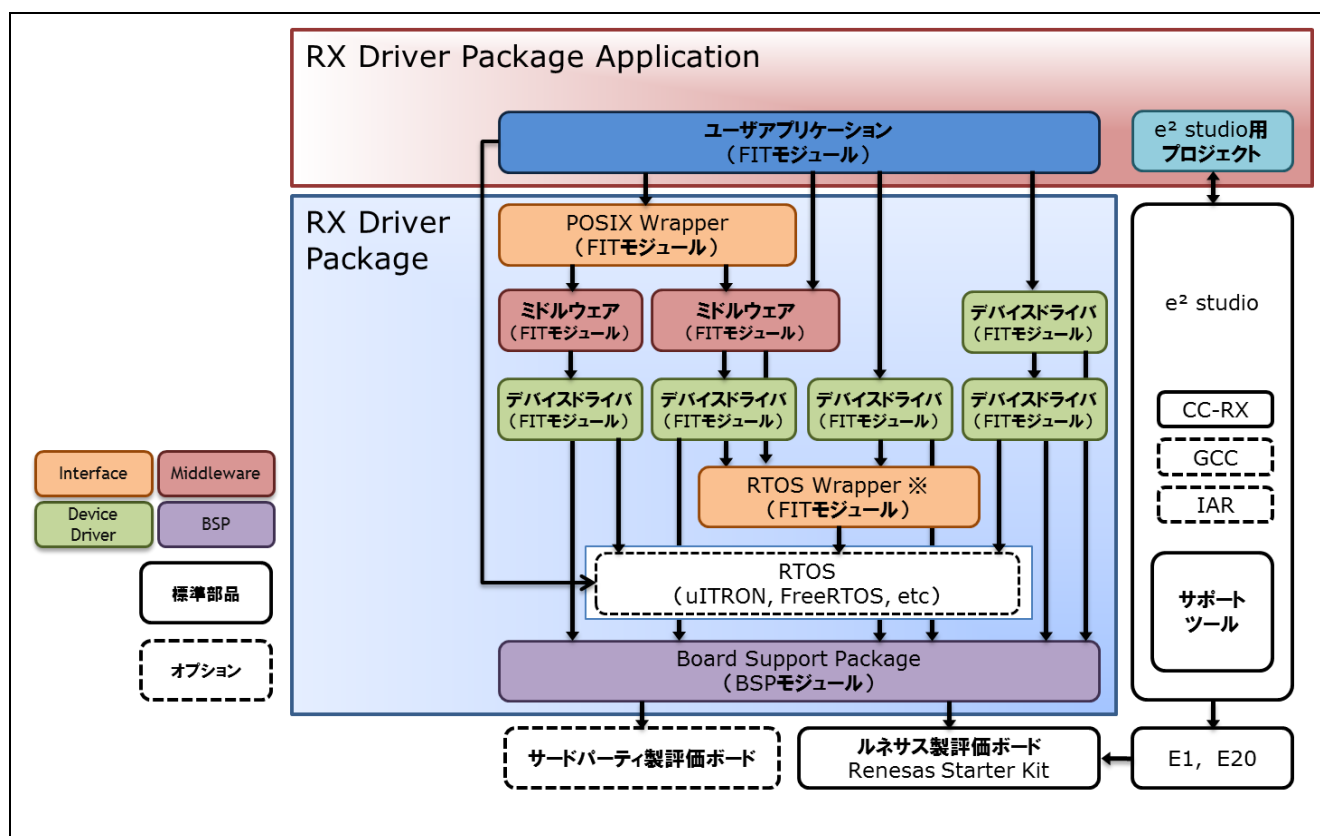 RX Driver Package Application
ユーザアプリケーション
(FITモジュール)
e² studio用
プロジェクト
RX Driver
Package
POSIX Wrapper
(FITモジュール)
ミドルウェア
(FITモジュール)
ミドルウェア
(FITモジュール)
デバイスドライバ
(FITモジュール)
e² studio
デバイスドライバ
(FITモジュール)
デバイスドライバ
(FITモジュール)
デバイスドライバ
(FITモジュール)
デバイスドライバ
(FITモジュール)
CC-RX
GCC
IAR
Interface
Middleware
Device
Driver
BSP
RTOS Wrapper ※
(FITモジュール)
標準部品
RTOS
(uITRON, FreeRTOS, etc)
サポート
ツール
オプション
Board Support Package
(BSPモジュール)
サードパーティ製評価ボード
ルネサス製評価ボード
Renesas Starter Kit
E1, E20